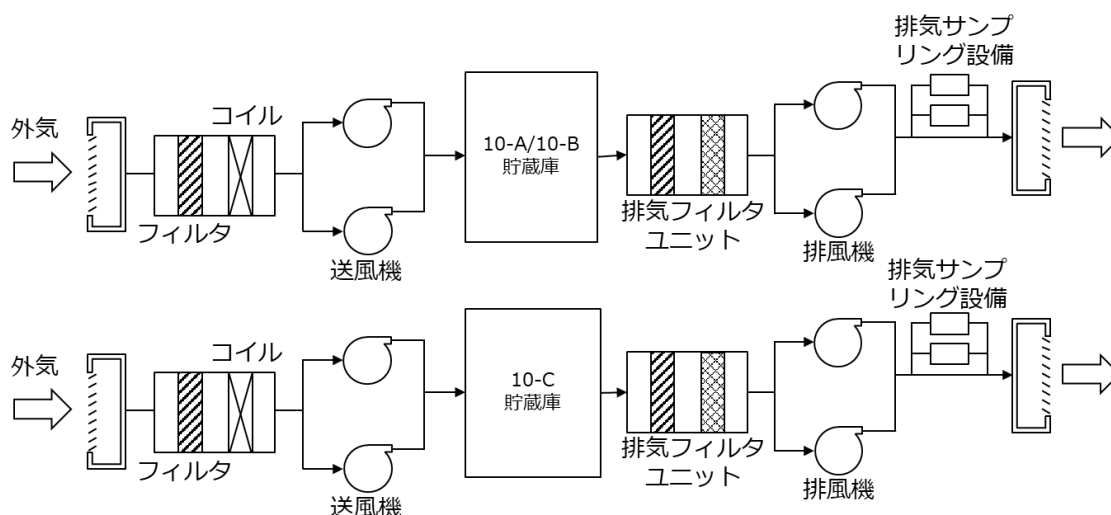 排気サンプ
リング設備
コイル
外気
10-A/10-B
貯蔵庫
フィルタ
送風機
排気フィルタ
ユニット
排風機
排気サンプ
リング設備
コイル
外気
10-C
貯蔵庫
フィルタ
送風機
排気フィルタ
ユニット
排風機